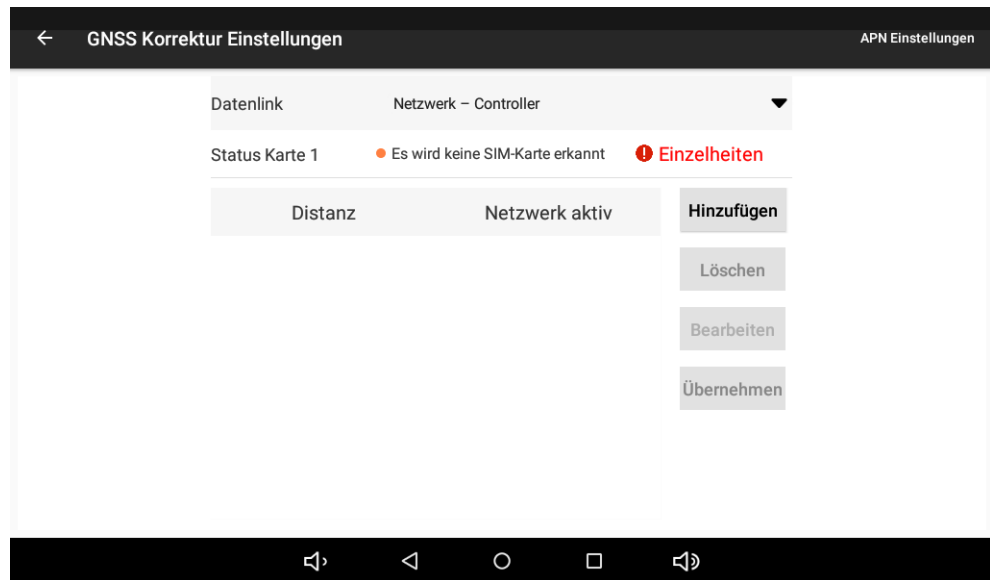 GNSS Korrektur Einstellungen
APN Einstellungen
Datenlink
Netzwerk – Controller
Status Karte 1
Es wird keine SIM-Karte erkannt
Einzelheiten
Distanz
Netzwerk aktiv
Hinzufügen
Löschen
Bearbeiten
Übernehmen